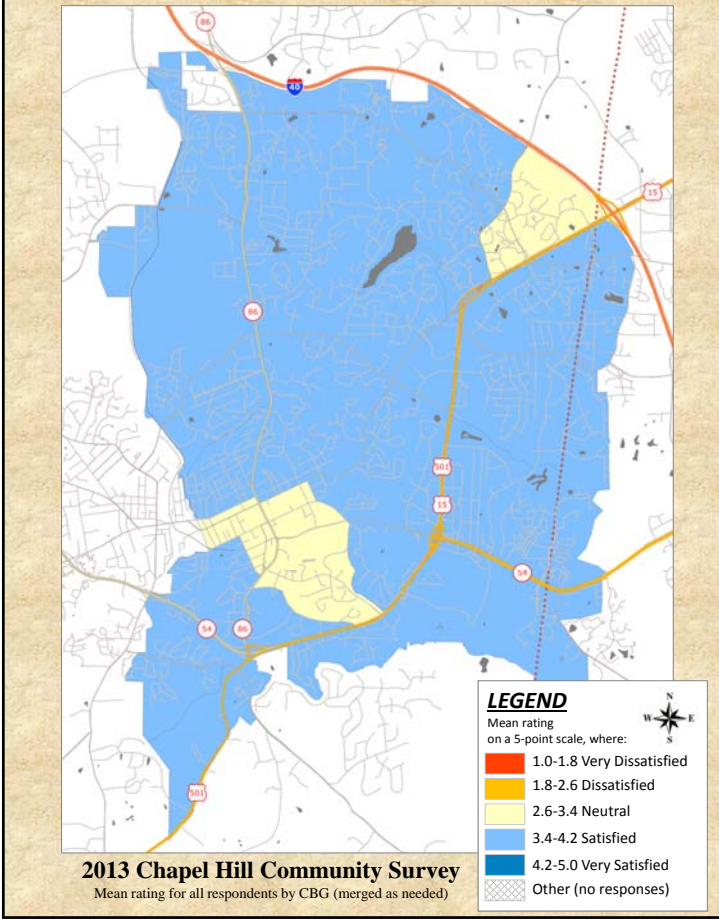 86
40
15
86
501
15
54
54
86
501
LEGEND
N
W
E
S
Mean rating
on a 5-point scale, where:
1.0-1.8 Very Dissatisfied
1.8-2.6 Dissatisfied
2.6-3.4 Neutral
3.4-4.2 Satisfied
4.2-5.0 Very Satisfied
Other (no responses)
2013 Chapel Hill Community Survey
Mean rating for all respondents by CBG (merged as needed)